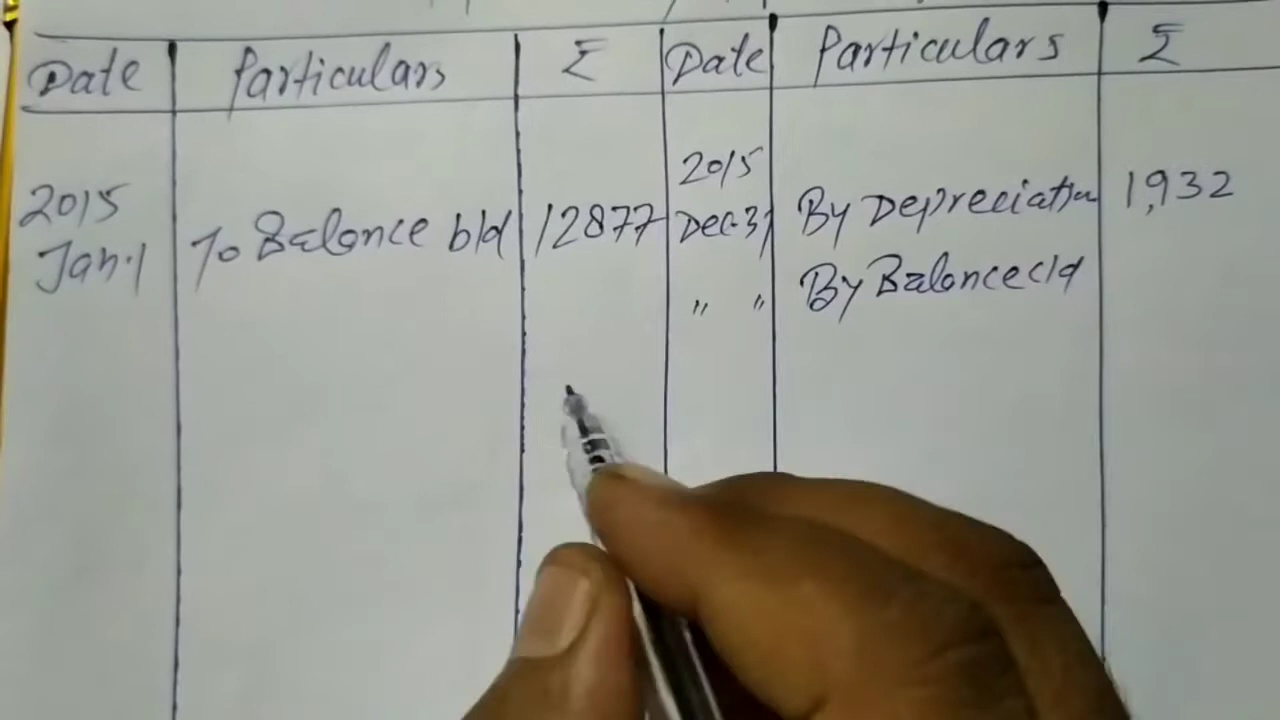 Date Particulars ₹ Date Particulars ₹
2015 Jan.1 To Balance b/d 12877
2015 Dec.31 By Depreciation 1,932
" " By Balance c/d